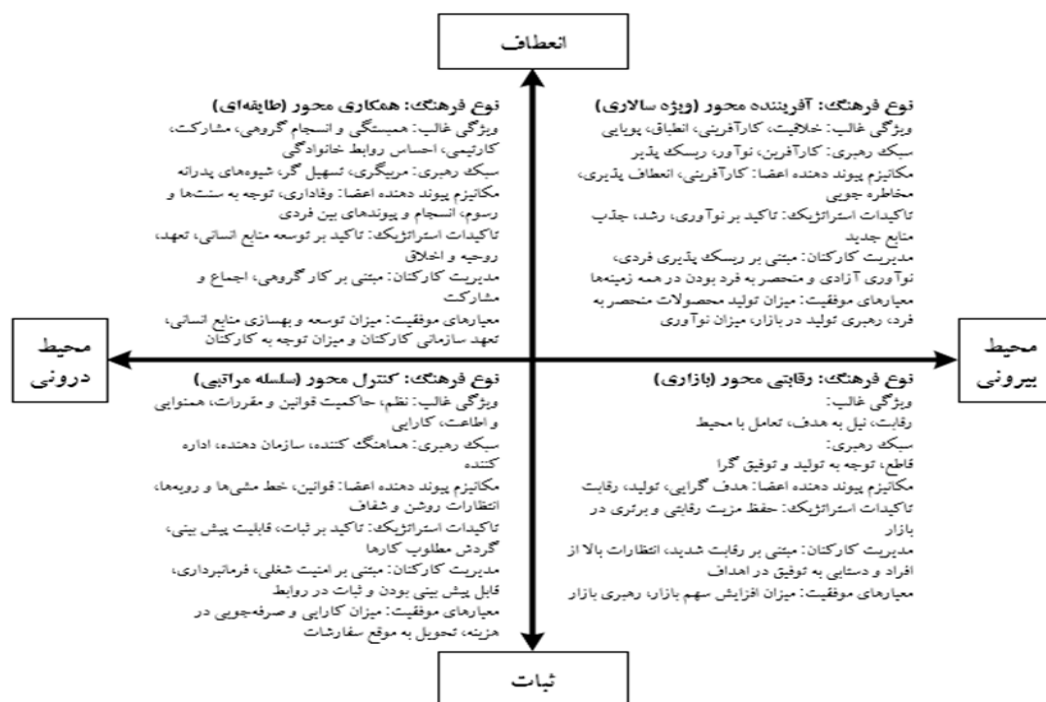 انعطاف
نوع فرهنگ: آفریننده محور (ویژه سالاری)
ویژگی غالب: خلاقیت، کارآفرینی، انطباق، پویایی
سبک رهبری: کارآفرین، نوآور، ریسک پذیر
مکانیزم پیوند دهنده اعضا: کارآفرینی، انعطاف پذیری،
مخاطره جویی
تاکیدات استراتژیک: تاکید بر نوآوری، رشد، جذب
منابع جدید
مدیریت کارکنان: مبتنی بر ریسک پذیری فردی،
نوآوری آزادی و منحصر به فرد بودن در همه زمینه‌ها
معیارهای موفقیت: میزان تولید محصولات منحصر به
فرد، رهبری تولید در بازار، میزان نوآوری
نوع فرهنگ: همکاری محور (طایفه‌ای)
ویژگی غالب: همبستگی و انسجام گروهی، مشارکت،
کارتیمی، احساس روابط خانوادگی
سبک رهبری: مربیگری، تسهیل گر، شیوه‌های پدرانه
مکانیزم پیوند دهنده اعضا: وفاداری، توجه به سنت‌ها و
رسوم، انسجام و پیوندهای بین فردی
تاکیدات استراتژیک: تاکید بر توسعه منابع انسانی، تعهد،
روحیه و اخلاق
مدیریت کارکنان: مبتنی بر کار گروهی، اجماع و
مشارکت
معیارهای موفقیت: میزان توسعه و بهسازی منابع انسانی،
تعهد سازمانی کارکنان و میزان توجه به کارکنان
محیط
بیرونی
محیط
درونی
نوع فرهنگ: رقابتی محور (بازاری)
ویژگی غالب:
رقابت، نیل به هدف، تعامل با محیط
سبک رهبری:
قاطع، توجه به تولید و توفیق گرا
مکانیزم پیوند دهنده اعضا: هدف گرایی، تولید، رقابت
تاکیدات استراتژیک: حفظ مزیت رقابتی و برتری در
بازار
مدیریت کارکنان: مبتنی بر رقابت شدید، انتظارات بالا از
افراد و دستابی به توفیق در اهداف
معیارهای موفقیت: میزان افزایش سهم بازار، رهبری بازار
نوع فرهنگ: کنترل محور (سلسله مراتبی)
ویژگی غالب: نظم، حاکمیت قوانین و مقررات، همنوایی
و اطاعت، کارایی
سبک رهبری: هماهنگ کننده، سازمان دهنده، اداره
کننده
مکانیزم پیوند دهنده اعضا: قوانین، خط مشی‌ها و رویه‌ها،
انتظارات روشن و شفاف
تاکیدات استراتژیک: تاکید بر ثبات، قابلیت پیش بینی،
گردش مطلوب کارها
مدیریت کارکنان: مبتنی بر امنیت شغلی، فرمانبرداری،
قابل پیش بینی بودن و ثبات در روابط
معیارهای موفقیت: میزان کارایی و صرفه‌جویی در
هزینه، تحویل به موقع سفارشات
ثبات